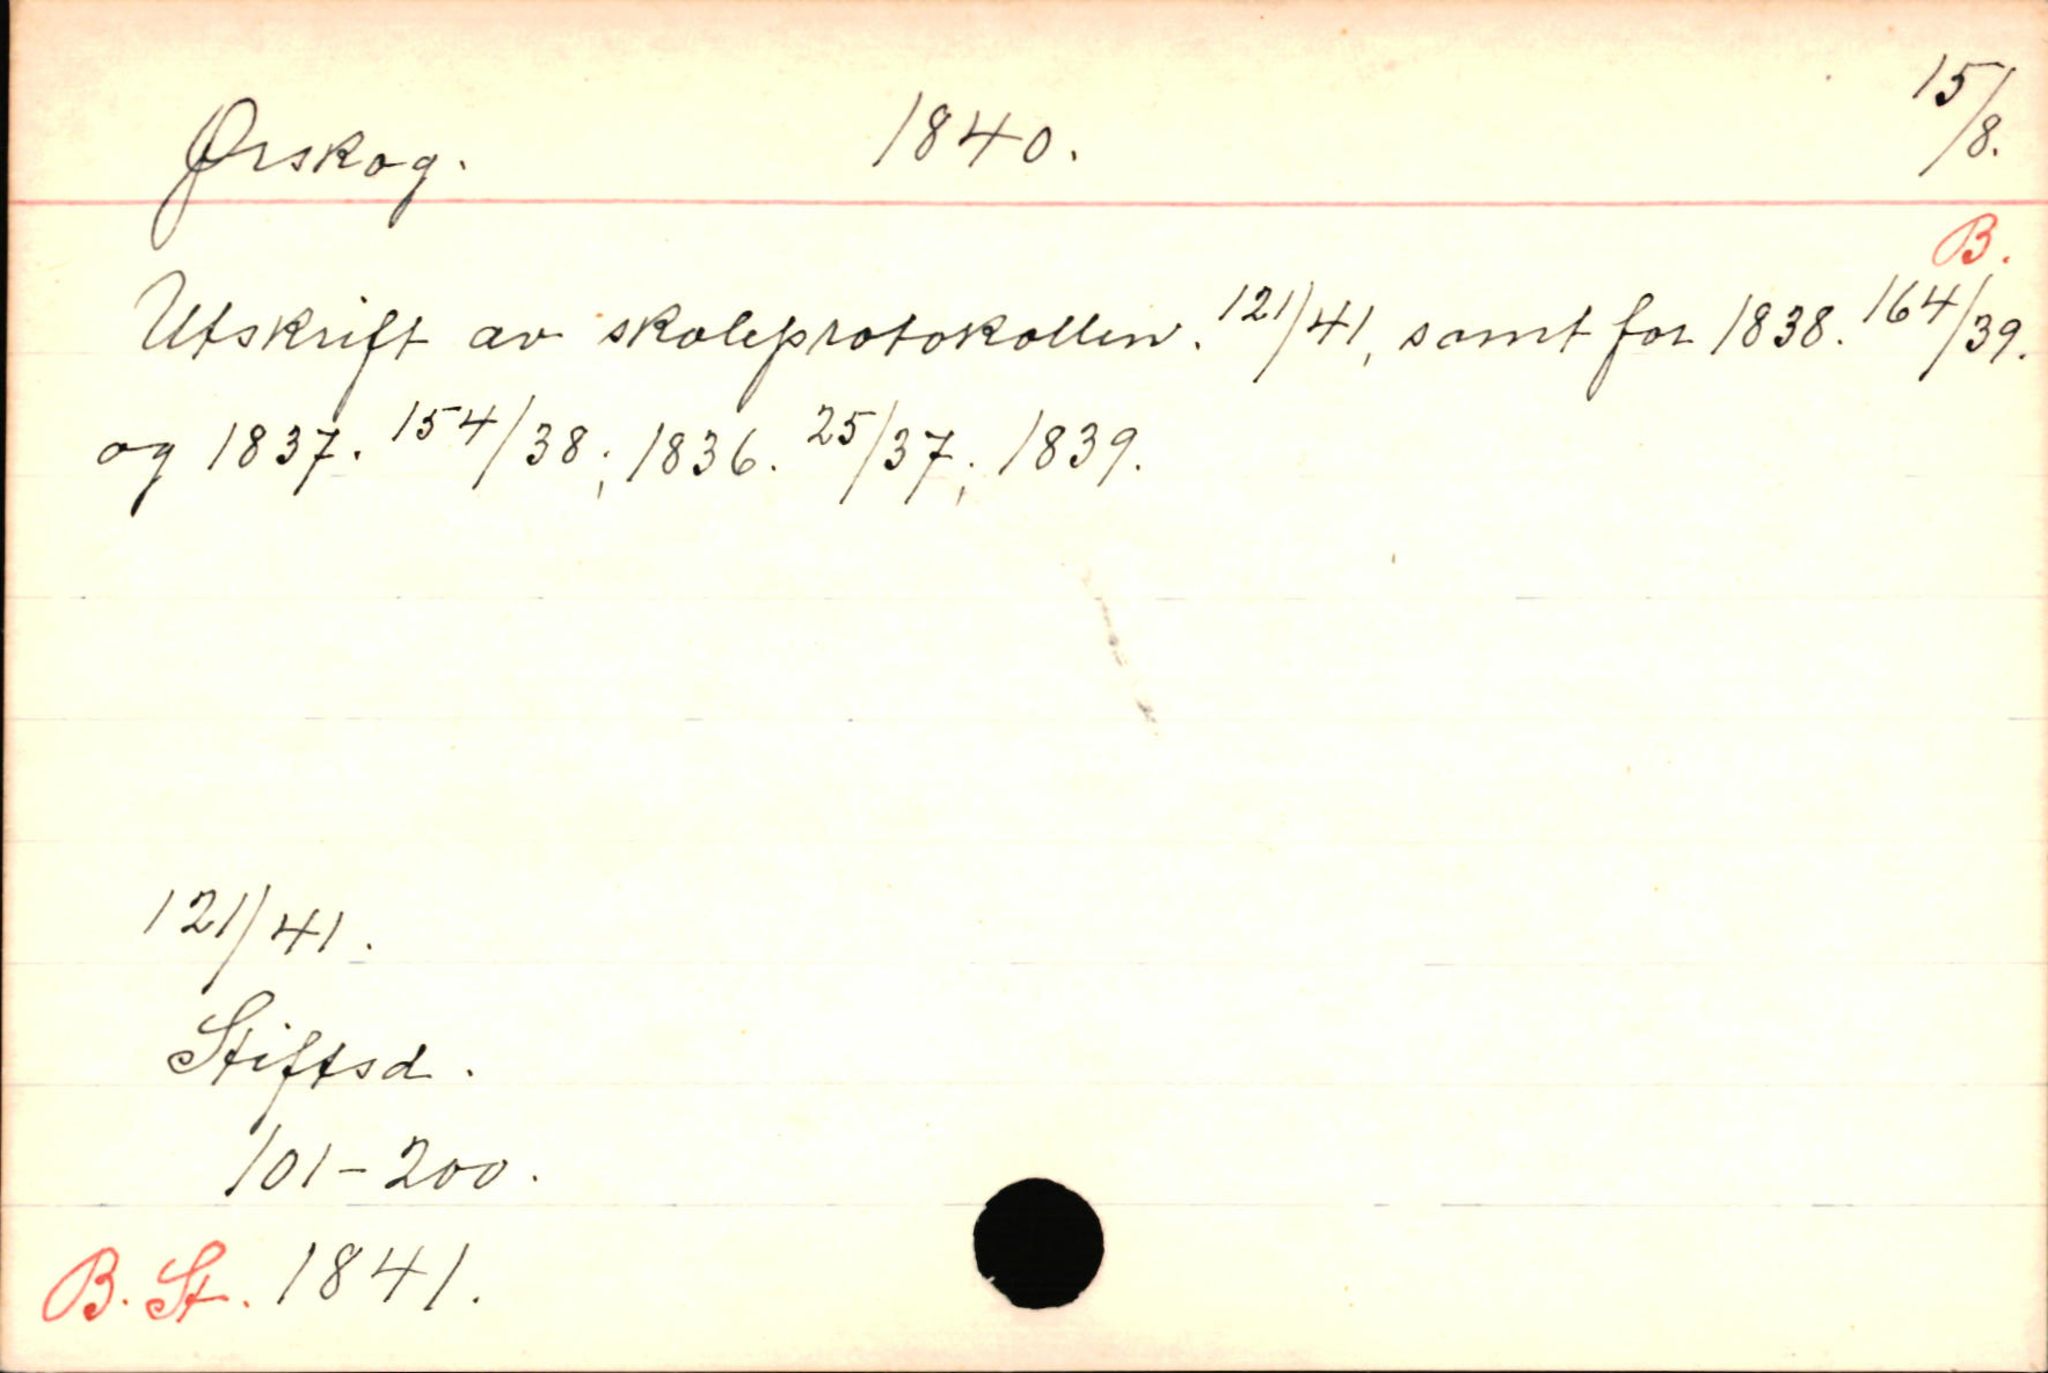 Ørskog. 1840. 15/8.
B.
Utskrift av skoleprotokollen. 121/41, samt for 1838. 164/39.
og 1837. 154/38; 1836. 25/37; 1839.
121/41.
Stiftsd.
101-200.
B. St. 1841.